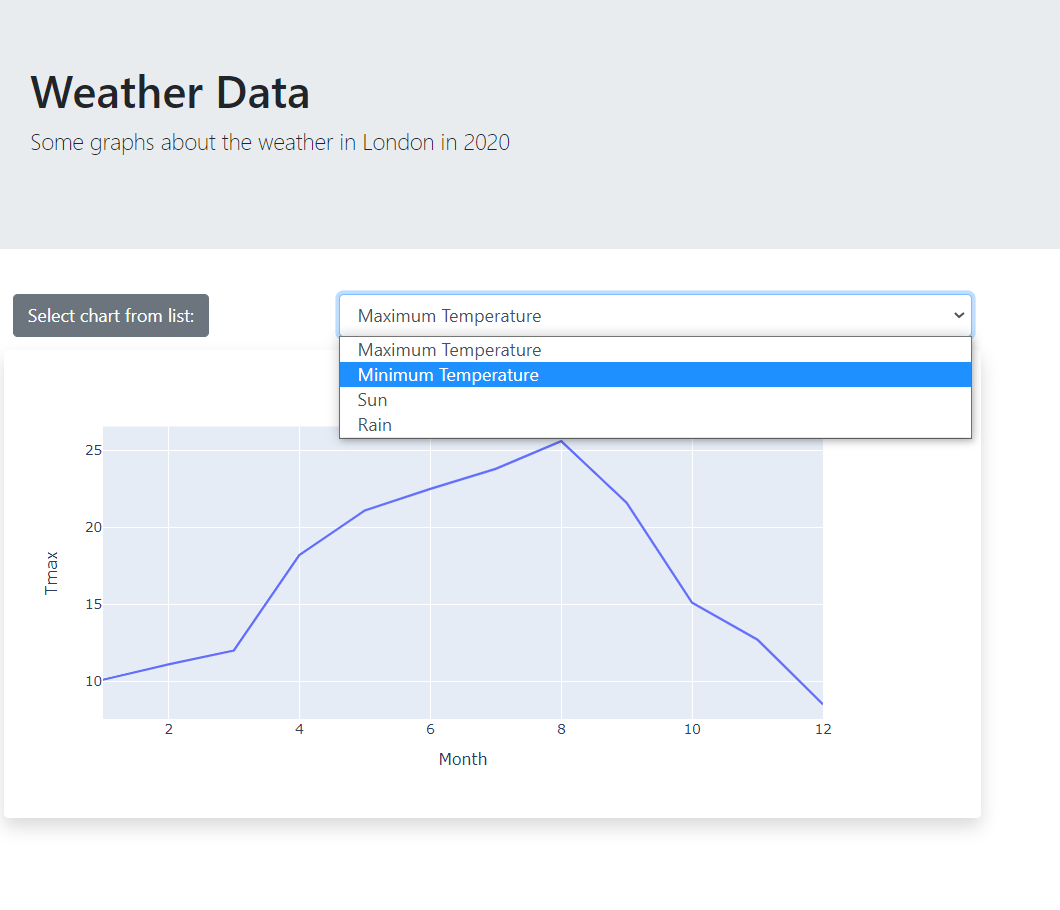 Weather Data
Some graphs about the weather in London in 2020
Select chart from list:
Maximum Temperature
Maximum Temperature
Minimum Temperature
Sun
Rain
25
20
15
10
Tmax
2 4 6 8 10 12
Month